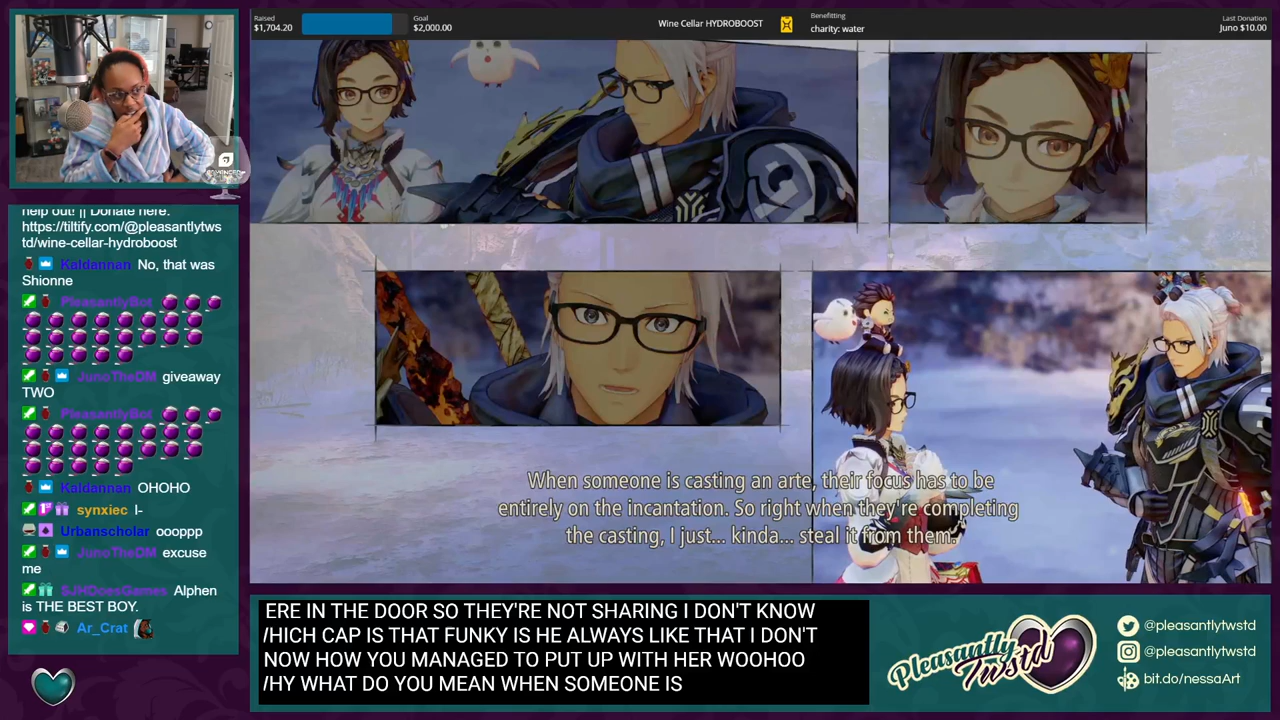 Raised
$1,704.20
Goal
$2,000.00
Wine Cellar HYDROBOOST
Benefitting
charity: water
Last Donation
Juno $10.00
help out! || Donate here:
https://tiltify.com/@pleasantlytws
td/wine-cellar-hydroboost
Kaldannan No, that was
Shionne
PleasantlyBot
JunoTheDM giveaway
TWO
PleasantlyBot
Kaldannan OHOHO
synxiec I-
Urbanscholar oooppp
JunoTheDM excuse
me
SJHDoesGames Alphen
is THE BEST BOY.
Ar_Crat
When someone is casting an arte, their focus has to be
entirely on the incantation. So right when they're completing
the casting, I just... kinda... steal it from them.
ERE IN THE DOOR SO THEY'RE NOT SHARING I DON'T KNOW
HICH CAP IS THAT FUNKY IS HE ALWAYS LIKE THAT I DON'T
NOW HOW YOU MANAGED TO PUT UP WITH HER WOOHOO
HY WHAT DO YOU MEAN WHEN SOMEONE IS
Pleasantly
Twstd
@pleasantlytwstd
@pleasantlytwstd
bit.do/nessaArt